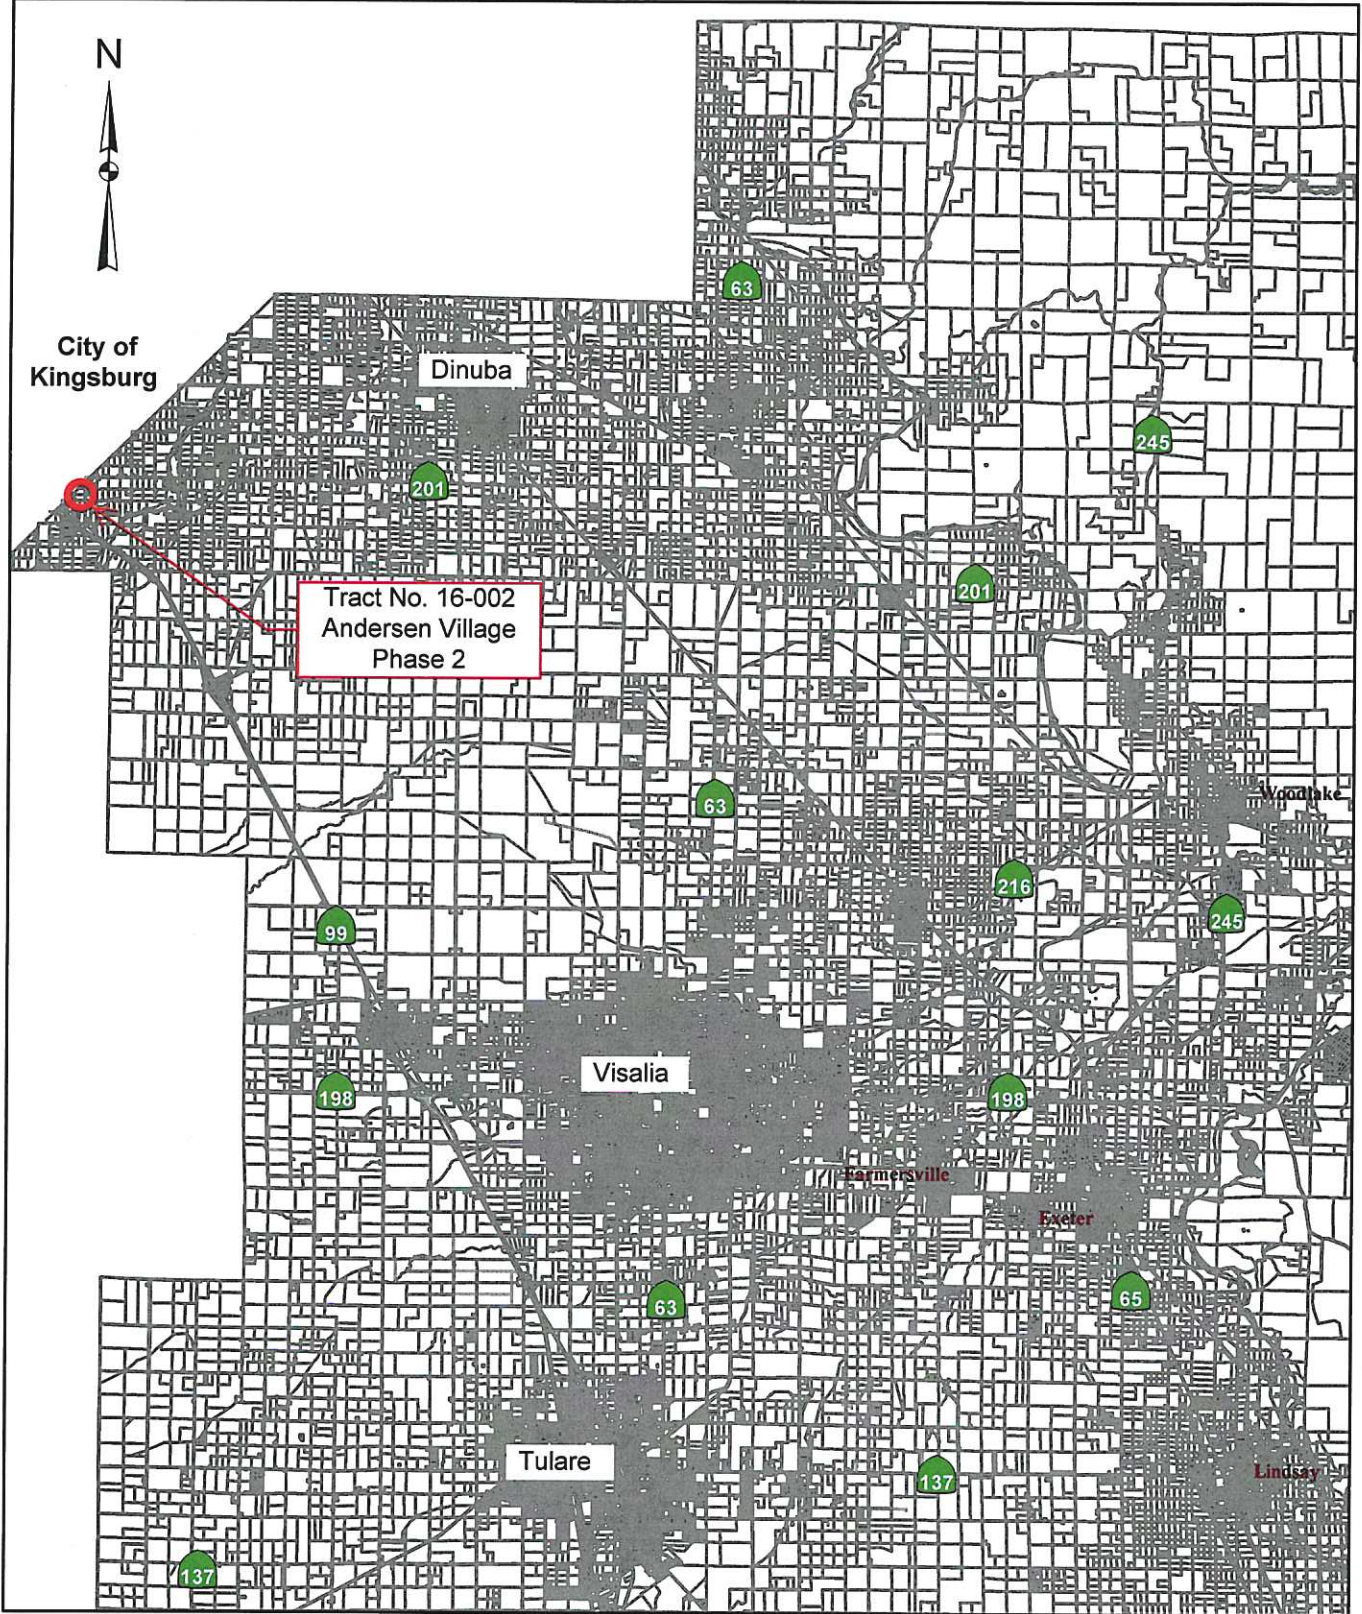 N
63
City of
Kingsburg
Dinuba
245
201
201
Tract No. 16-002
Andersen Village
Phase 2
Woodlake
63
216
245
99
Visalia
198
198
Farmersville
Exeter
63
65
Tulare
Lindsay
137
137